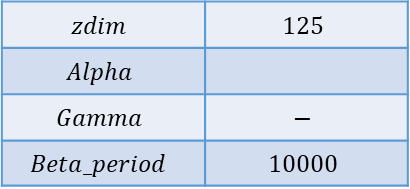 zdim 125
Alpha
Gamma −
Beta_period 10000